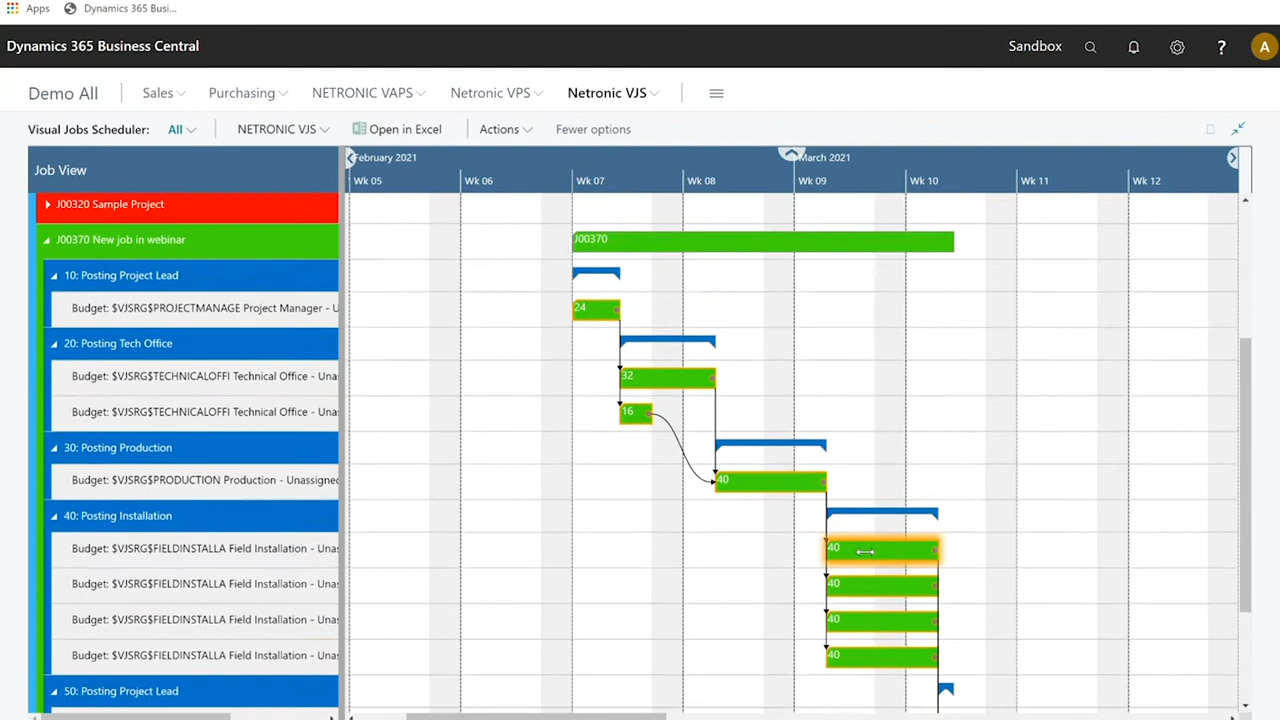 Apps Dynamics 365 Busi...
Dynamics 365 Business Central Sandbox ? A
Demo All Sales Purchasing NETRONIC VAPS Netronic VPS Netronic VJS
Visual Jobs Scheduler: All NETRONIC VJS Open in Excel Actions Fewer options
Job View
February 2021 March 2021
Wk 05 Wk 06 Wk 07 Wk 08 Wk 09 Wk 10 Wk 11 Wk 12
J00320 Sample Project
J00370 New job in webinar J00370
10: Posting Project Lead
Budget: $VJSRG$PROJECTMANAGE Project Manager - U 24
20: Posting Tech Office
Budget: $VJSRG$TECHNICALOFFI Technical Office - Una 32
Budget: $VJSRG$TECHNICALOFFI Technical Office - Una 16
30: Posting Production
Budget: $VJSRG$PRODUCTION Production - Unassigne 40
40: Posting Installation
Budget: $VJSRG$FIELDINSTALLA Field Installation - Una 40
Budget: $VJSRG$FIELDINSTALLA Field Installation - Una 40
Budget: $VJSRG$FIELDINSTALLA Field Installation - Una 40
Budget: $VJSRG$FIELDINSTALLA Field Installation - Una 40
50: Posting Project Lead